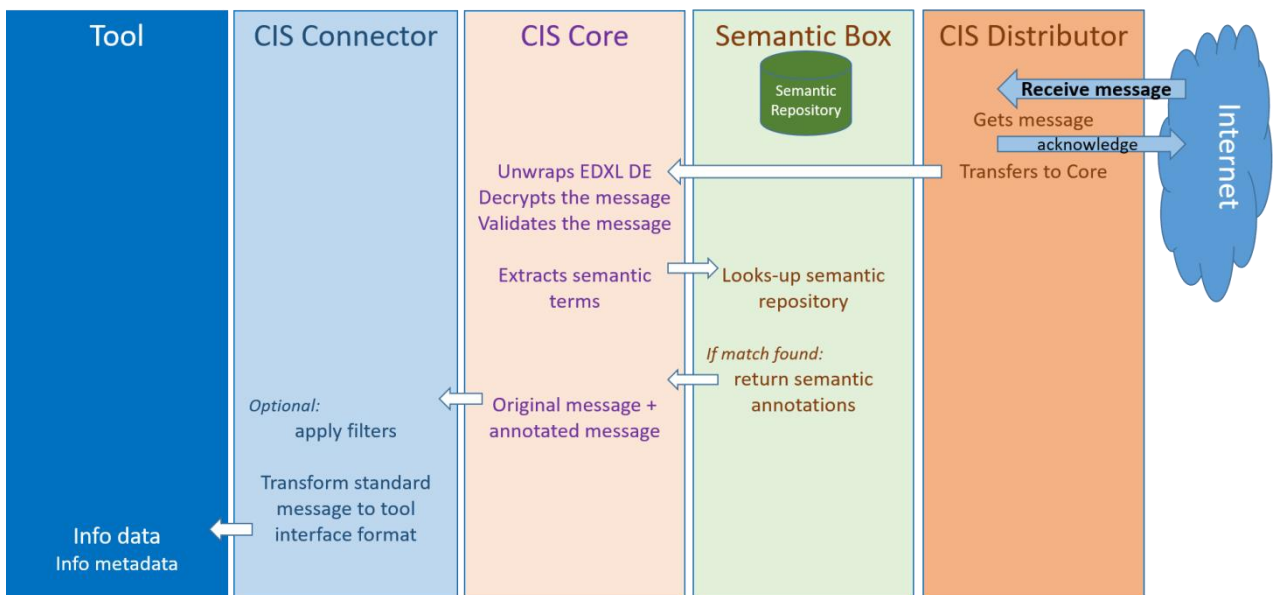 Tool
CIS Connector
CIS Core
Semantic Box
CIS Distributor
Semantic
Repository
Receive message
Gets message
acknowledge
Internet
Transfers to Core
Unwraps EDXL DE
Decrypts the message
Validates the message
Extracts semantic
terms
Looks-up semantic
repository
If match found:
return semantic
annotations
Original message +
annotated message
Optional:
apply filters
Transform standard
message to tool
interface format
Info data
Info metadata